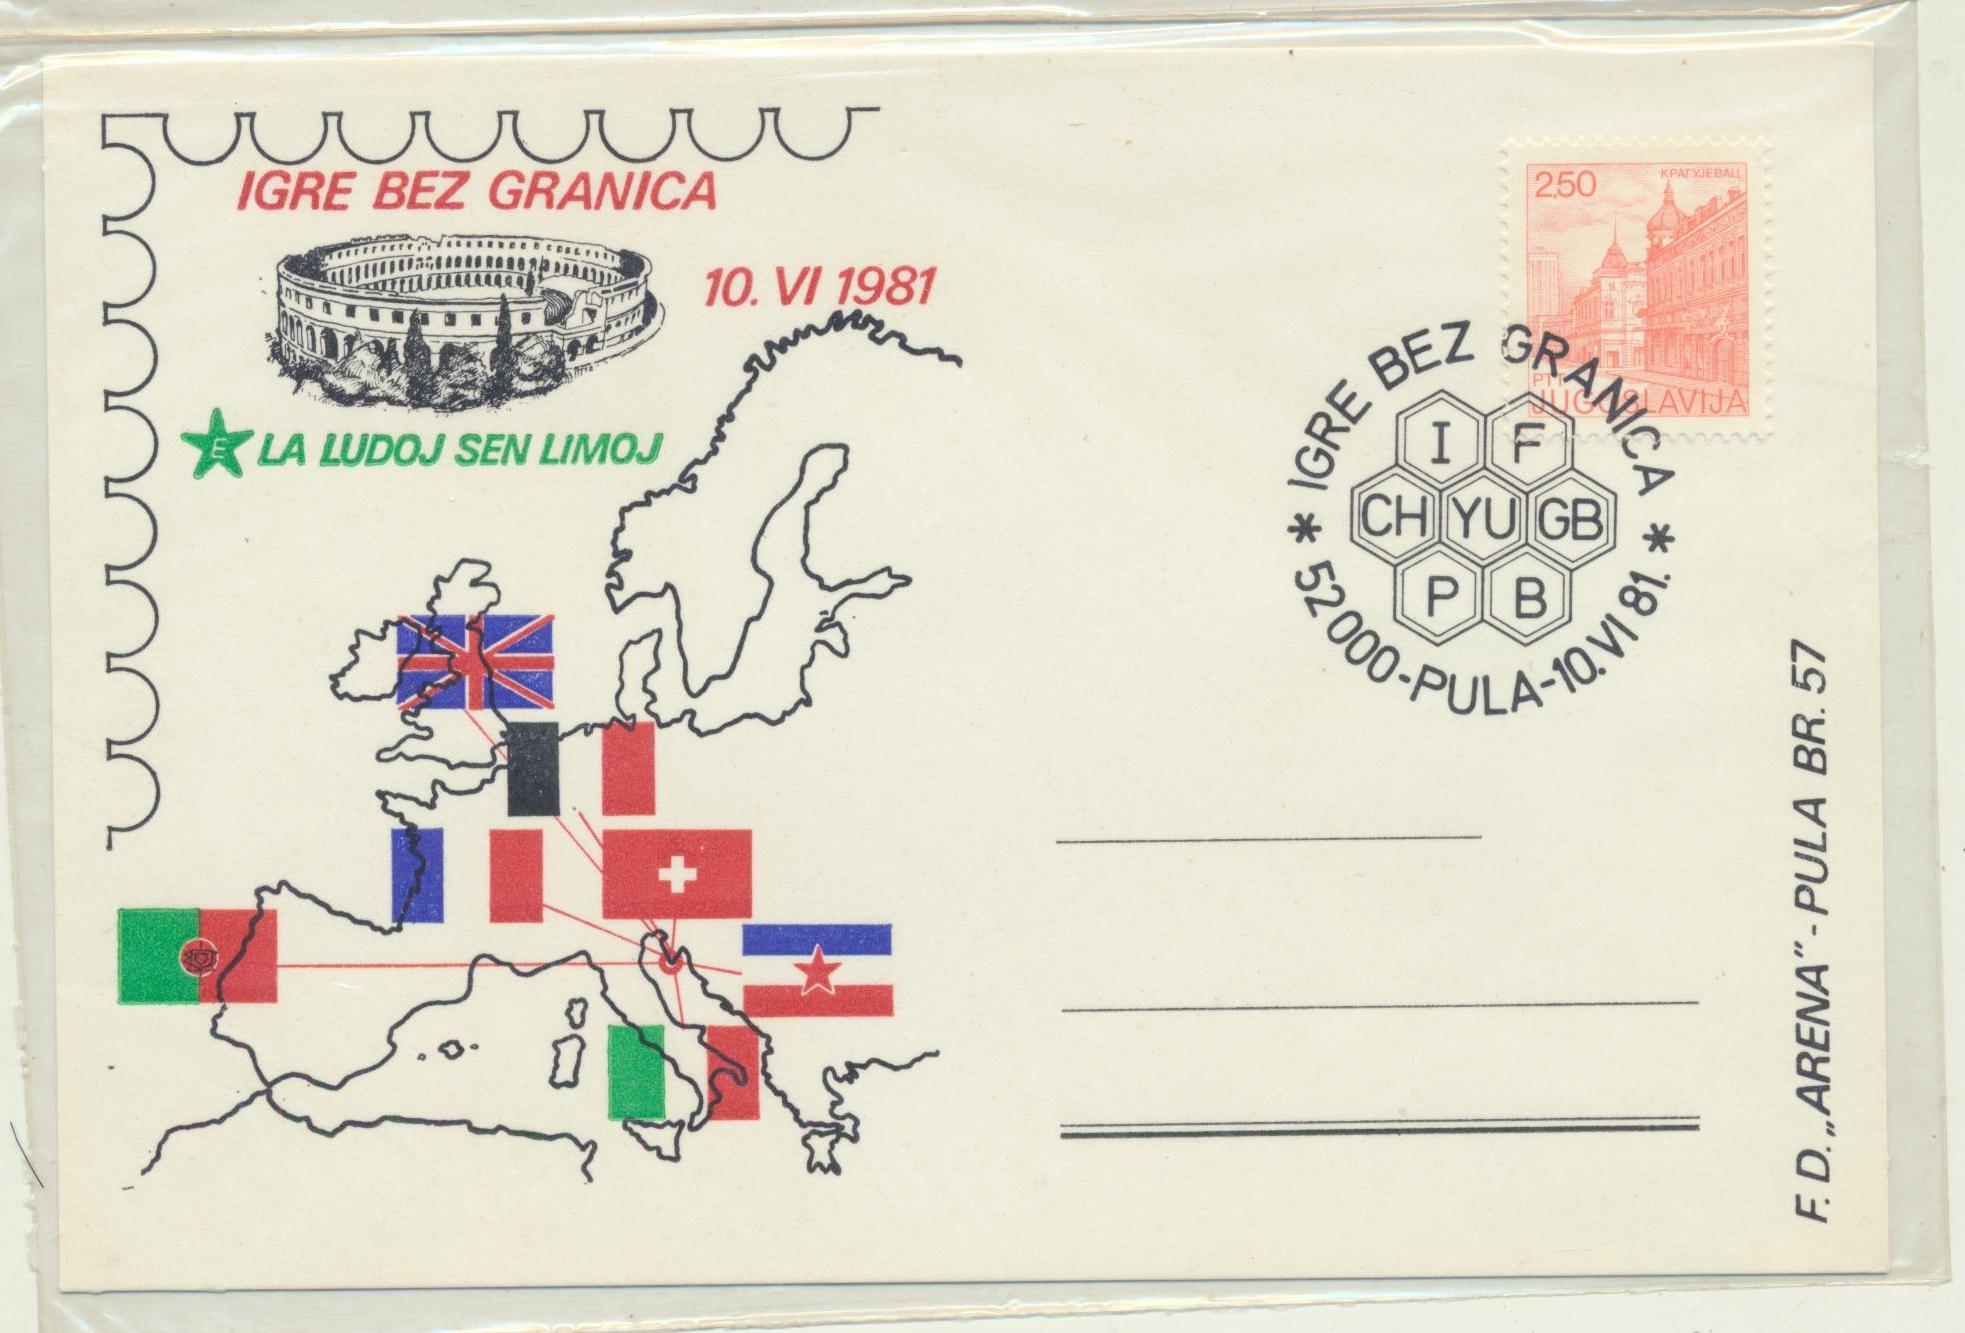 IGRE BEZ GRANICA
10. VI 1981
E LA LUDOJ SEN LIMOJ
2,50
КРАГУЈЕВАЦ
PTT
JUGOSLAVIJA
* IGRE BEZ GRANICA *
I F
CH YU GB
P B
52000-PULA-10.VI 81.
F. D. „ARENA” - PULA BR. 57